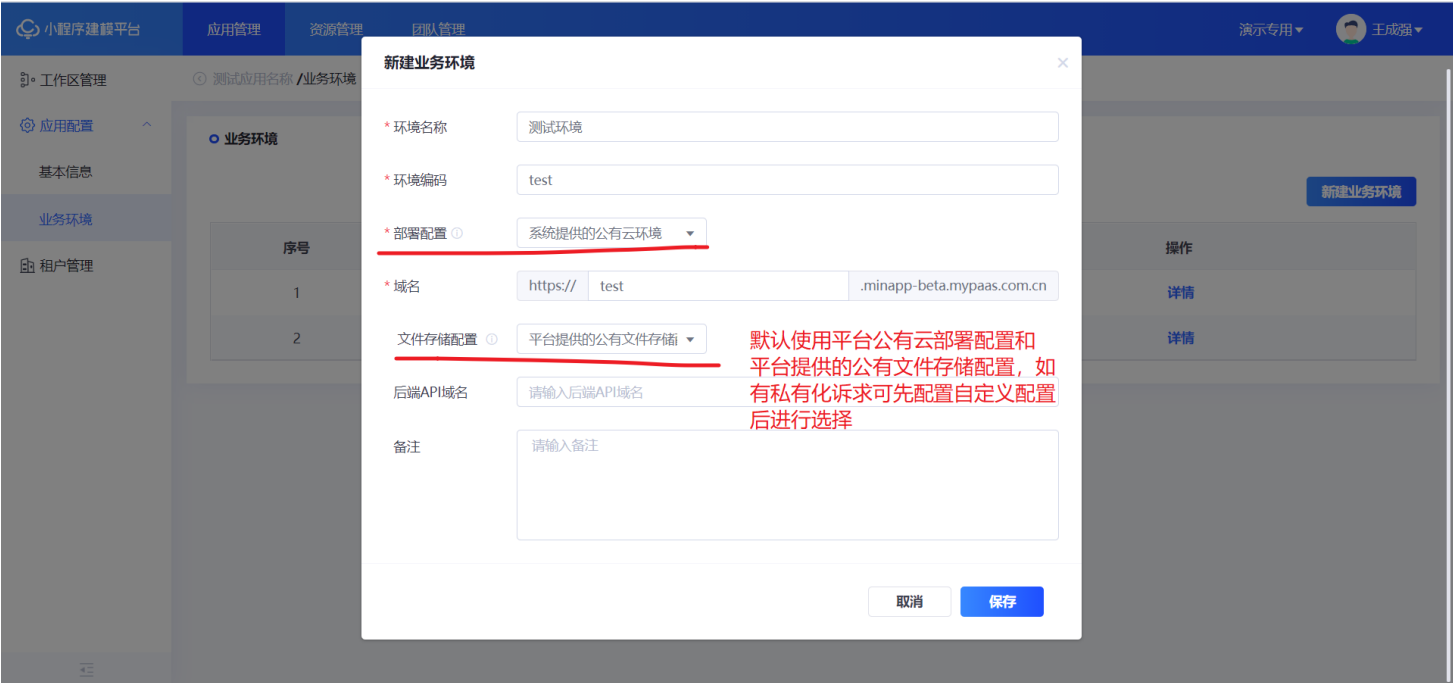 小程序建模平台
应用管理
资源管理
团队管理
演示专用
王成强
工作区管理
应用配置
基本信息
业务环境
租户管理
测试应用名称 /业务环境
业务环境
新建业务环境
序号
操作
1
详情
2
详情
新建业务环境
* 环境名称
测试环境
* 环境编码
test
* 部署配置
系统提供的公有云环境
* 域名
https://
test
.minapp-beta.mypaas.com.cn
文件存储配置
平台提供的公有文件存储
后端API域名
请输入后端API域名
备注
请输入备注
默认使用平台公有云部署配置和
平台提供的公有文件存储配置，如
有私有化诉求可先配置自定义配置
后进行选择
取消
保存